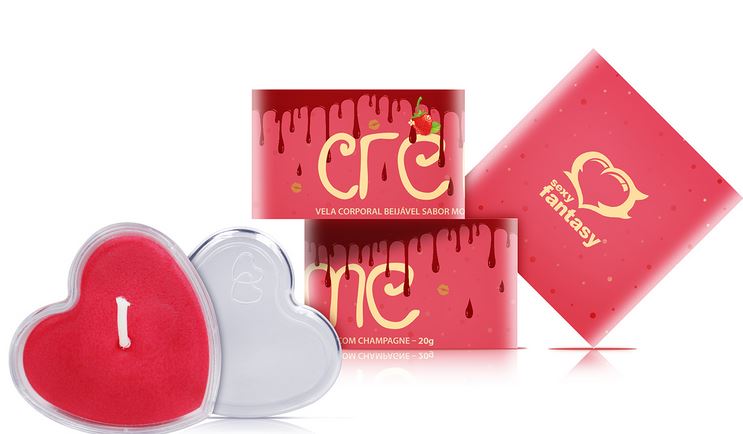 cre
VELA CORPORAL BEIJÁVEL SABOR MO
me
COM CHAMPAGNE – 20g
sexy
fantasy®